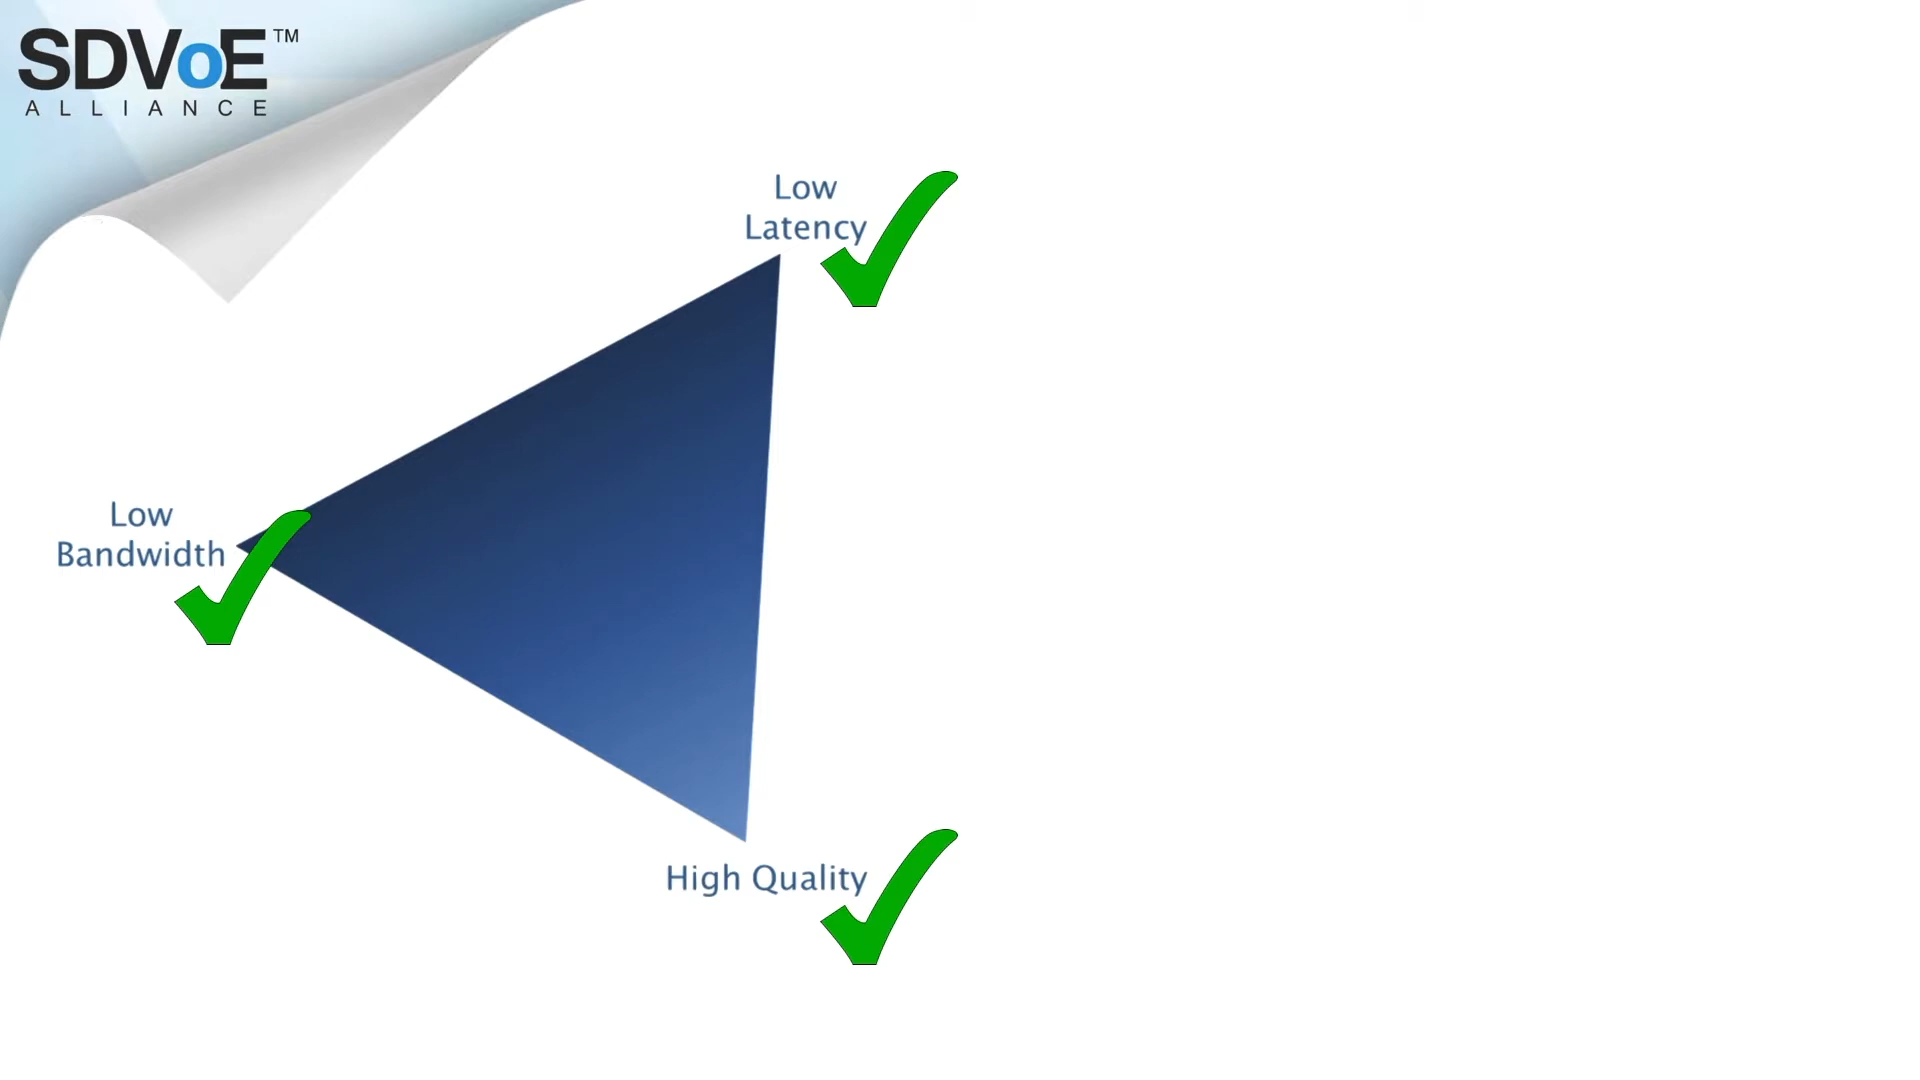 SDVoE™
ALLIANCE
Low
Latency
Low
Bandwidth
High Quality